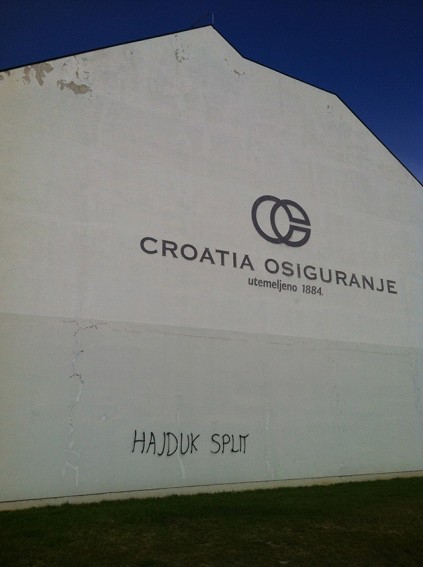 CROATIA OSIGURANJE
utemeljeno 1884.
HAJDUK SPLIT